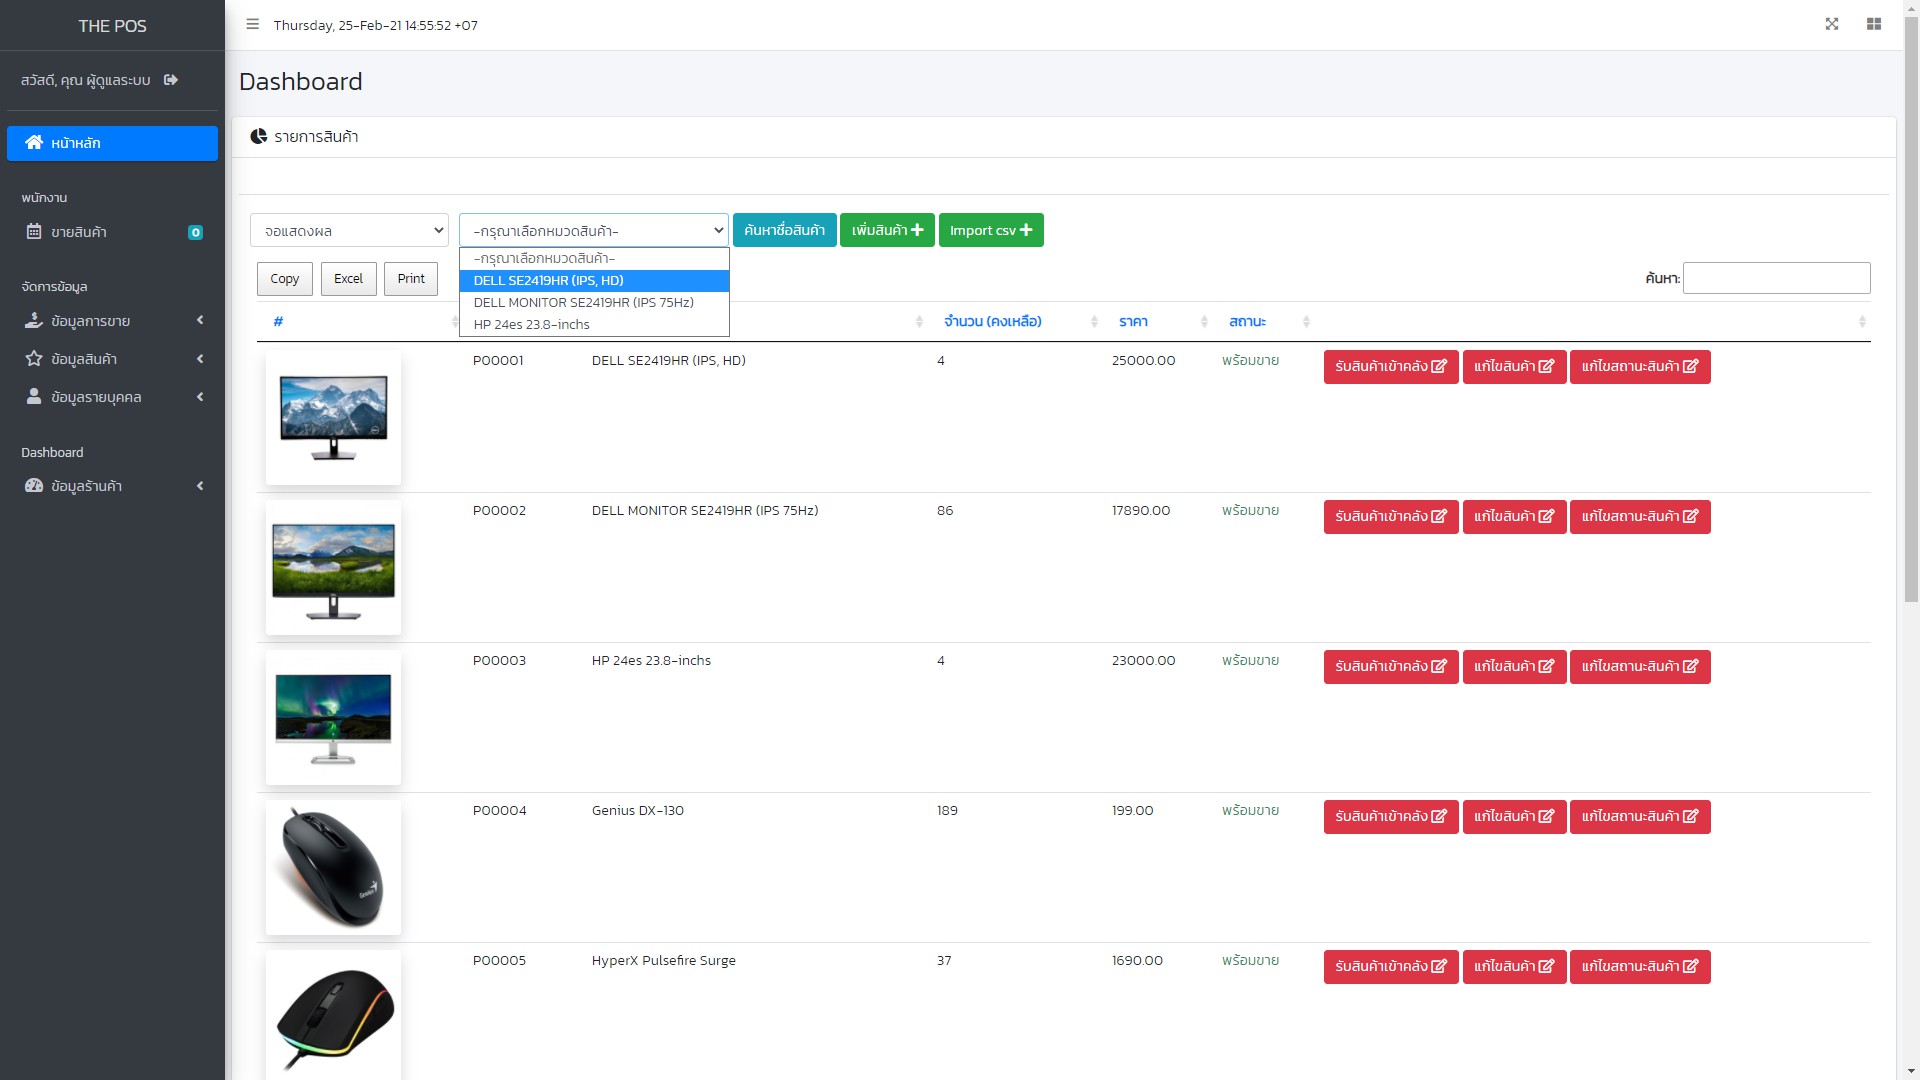 THE POS
Thursday, 25-Feb-21 14:55:52 +07
สวัสดี, คุณ ผู้ดูแลระบบ
หน้าหลัก
พนักงาน
ขายสินค้า 0
จัดการข้อมูล
ข้อมูลการขาย
ข้อมูลสินค้า
ข้อมูลรายบุคคล
Dashboard
ข้อมูลร้านค้า
Dashboard
รายการสินค้า
จอแสดงผล -กรุณาเลือกหมวดสินค้า- ค้นหาชื่อสินค้า เพิ่มสินค้า Import csv
-กรุณาเลือกหมวดสินค้า-
DELL SE2419HR (IPS, HD)
DELL MONITOR SE2419HR (IPS 75Hz)
HP 24es 23.8-inchs
Copy Excel Print ค้นหา:
# จำนวน (คงเหลือ) ราคา สถานะ
P00001 DELL SE2419HR (IPS, HD) 4 25000.00 พร้อมขาย รับสินค้าเข้าคลัง แก้ไขสินค้า แก้ไขสถานะสินค้า
P00002 DELL MONITOR SE2419HR (IPS 75Hz) 86 17890.00 พร้อมขาย รับสินค้าเข้าคลัง แก้ไขสินค้า แก้ไขสถานะสินค้า
P00003 HP 24es 23.8-inchs 4 23000.00 พร้อมขาย รับสินค้าเข้าคลัง แก้ไขสินค้า แก้ไขสถานะสินค้า
P00004 Genius DX-130 189 199.00 พร้อมขาย รับสินค้าเข้าคลัง แก้ไขสินค้า แก้ไขสถานะสินค้า
Genius
P00005 HyperX Pulsefire Surge 37 1690.00 พร้อมขาย รับสินค้าเข้าคลัง แก้ไขสินค้า แก้ไขสถานะสินค้า